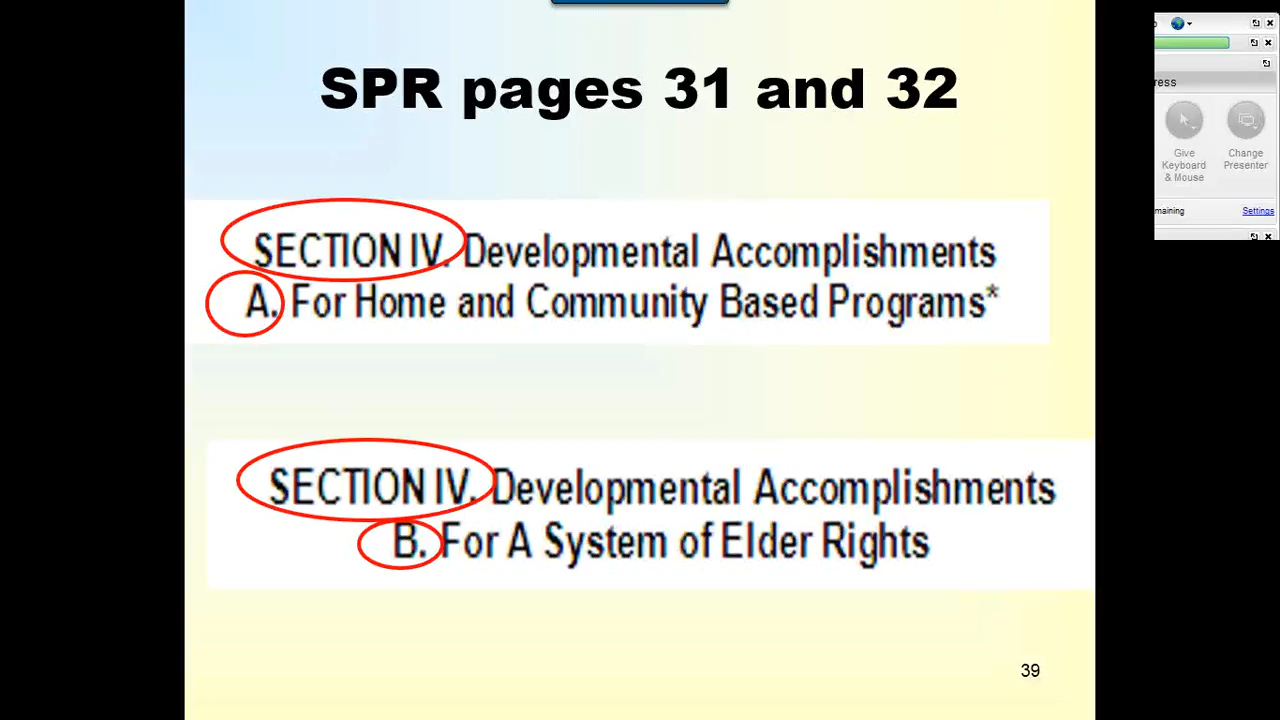 SPR pages 31 and 32
SECTION IV. Developmental Accomplishments
A. For Home and Community Based Programs*
SECTION IV. Developmental Accomplishments
B. For A System of Elder Rights
39
Give
Keyboard
& Mouse
Change
Presenter
Settings